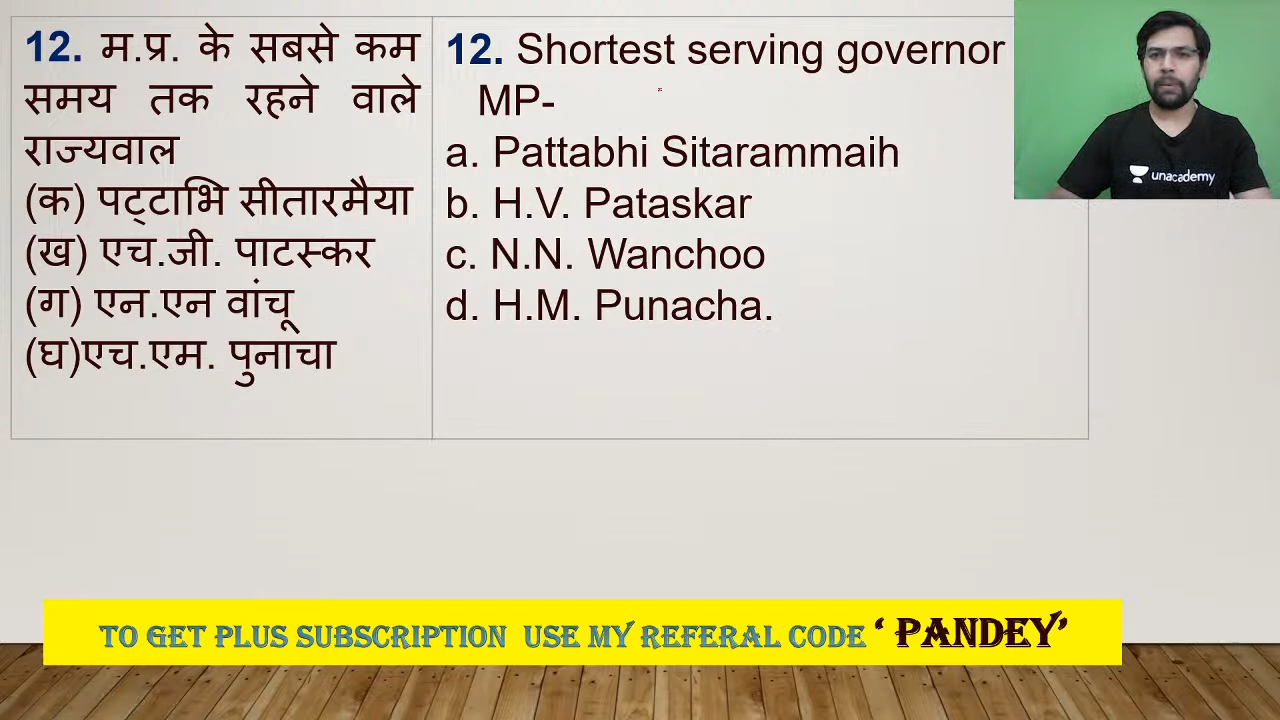 12. म.प्र. के सबसे कम
समय तक रहने वाले
राज्यवाल
(क) पट्टाभि सीतारमैया
(ख) एच.जी. पाटस्कर
(ग) एन.एन वांचू
(घ)एच.एम. पुनाचा
12. Shortest serving governor
MP-
a. Pattabhi Sitarammaih
b. H.V. Pataskar
c. N.N. Wanchoo
d. H.M. Punacha.
unacademy
TO GET PLUS SUBSCRIPTION USE MY REFERAL CODE ‘ PANDEY’